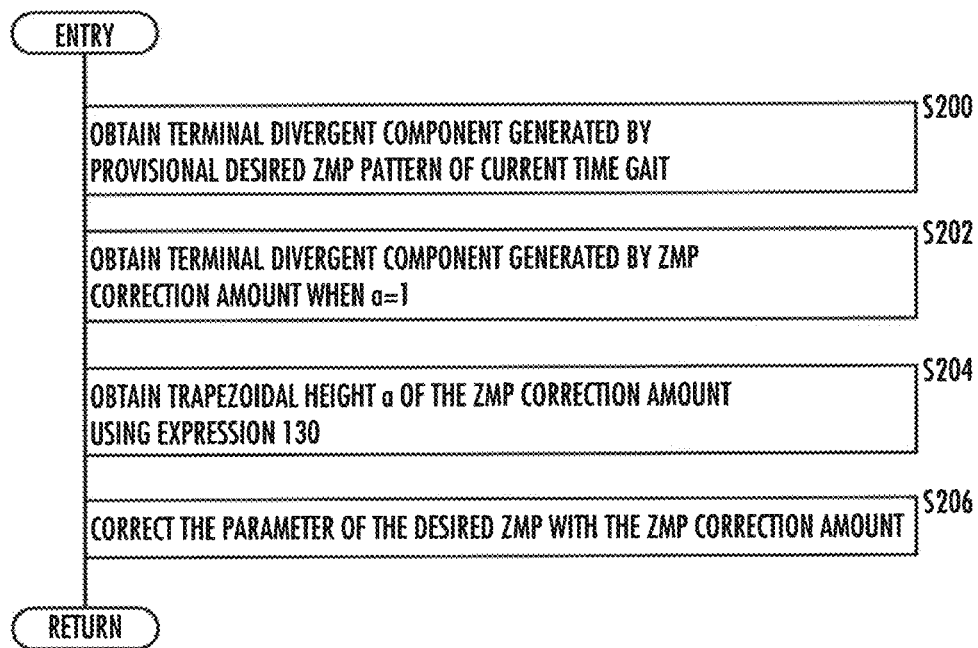 ENTRY
S200
OBTAIN TERMINAL DIVERGENT COMPONENT GENERATED BY
PROVISIONAL DESIRED ZMP PATTERN OF CURRENT TIME GAIT
S202
OBTAIN TERMINAL DIVERGENT COMPONENT GENERATED BY ZMP
CORRECTION AMOUNT WHEN a=1
S204
OBTAIN TRAPEZOIDAL HEIGHT a OF THE ZMP CORRECTION AMOUNT
USING EXPRESSION 130
S206
CORRECT THE PARAMETER OF THE DESIRED ZMP WITH THE ZMP CORRECTION AMOUNT
RETURN